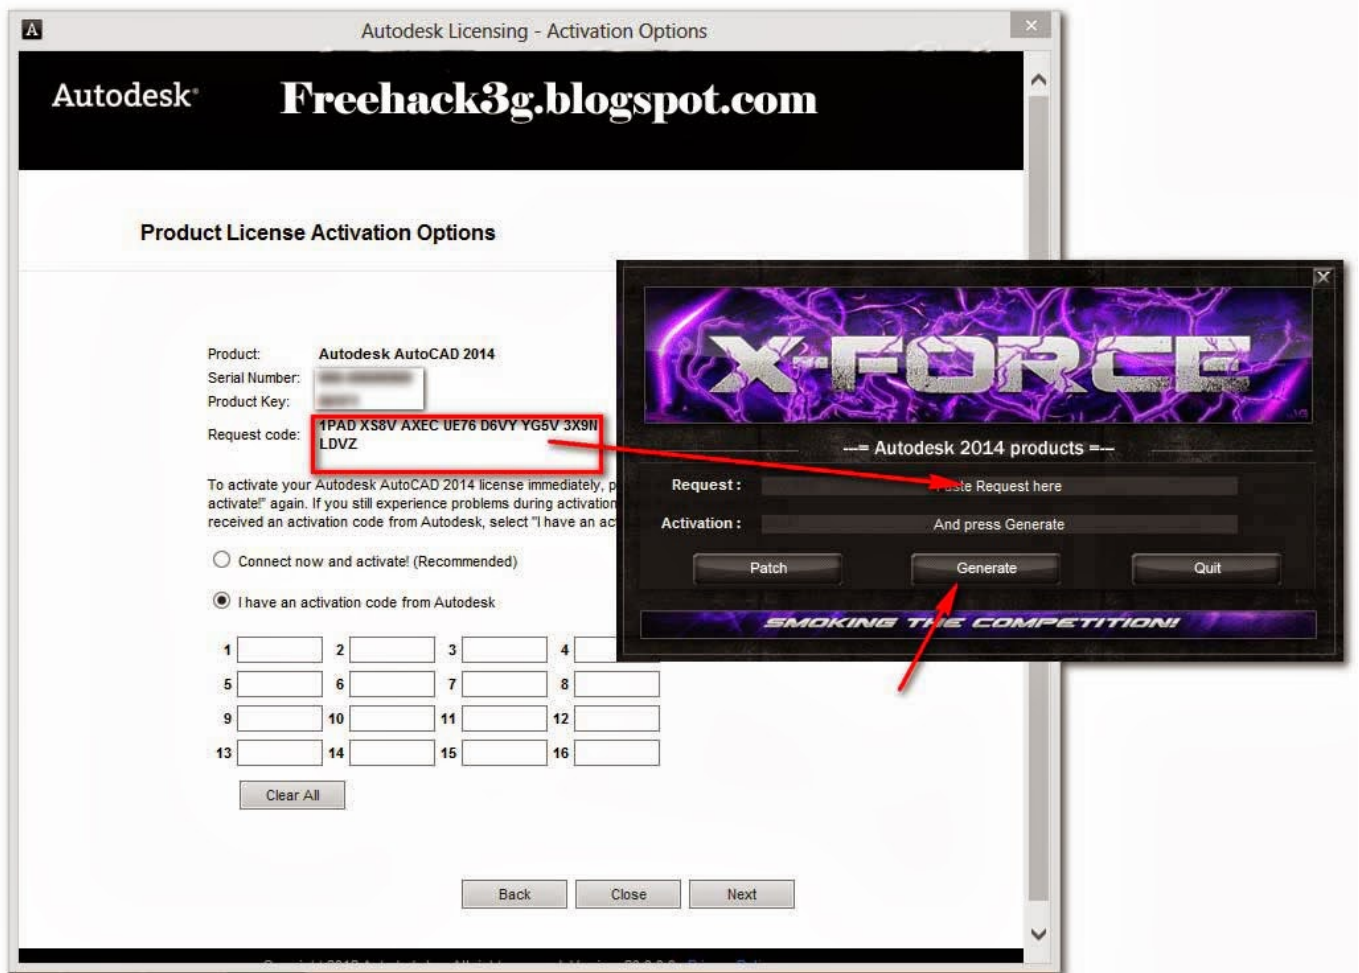 Autodesk Licensing - Activation Options
Autodesk
Freehack3g.blogspot.com
Product License Activation Options
Product: Autodesk AutoCAD 2014
Serial Number:
Product Key:
Request code: 1PAD XS8V AXEC UE76 D6VY YG5V 3X9N
LDVZ
To activate your Autodesk AutoCAD 2014 license immediately, p
activate!" again. If you still experience problems during activation
received an activation code from Autodesk, select "I have an ac
Connect now and activate! (Recommended)
I have an activation code from Autodesk
1 2 3 4
5 6 7 8
9 10 11 12
13 14 15 16
Clear All
Back Close Next
X-FORCE
---= Autodesk 2014 products =---
Request : Request here
Activation : And press Generate
Patch Generate Quit
SMOKING THE COMPETITION!